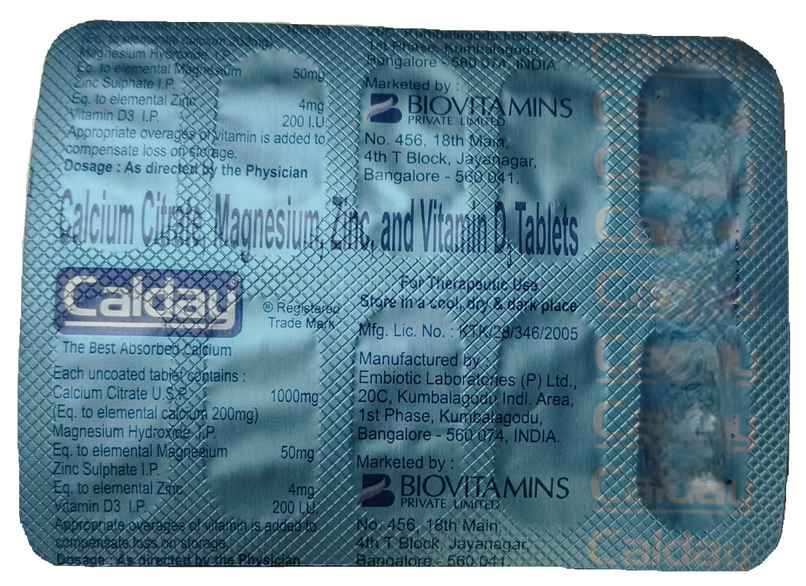 Eq. to elemental calcium 200mg)
Magnesium Hydroxide I.P.
Eq. to elemental Magnesium 50mg
Zinc Sulphate I.P.
Eq. to elemental Zinc 4mg
Vitamin D3 I.P. 200 I.U.
Appropriate overages of vitamin is added to
compensate loss on storage.
Dosage : As directed by the Physician
1st Phase, Kumbalagodu,
Bangalore - 560 074, INDIA.
Marketed by :
BIOVITAMINS
PRIVATE LIMITED
No. 456, 18th Main,
4th T Block, Jayanagar,
Bangalore - 560 041.
Calcium Citrate, Magnesium, Zinc, and Vitamin D3 Tablets
Calday®
® Registered
Trade Mark
The Best Absorbed Calcium
Each uncoated tablet contains :
Calcium Citrate U.S.P. 1000mg
(Eq. to elemental calcium 200mg)
Magnesium Hydroxide I.P.
Eq. to elemental Magnesium 50mg
Zinc Sulphate I.P.
Eq. to elemental Zinc 4mg
Vitamin D3 I.P. 200 I.U.
Appropriate overages of vitamin is added to
compensate loss on storage.
Dosage : As directed by the Physician
For Therapeutic Use
Store in a cool, dry & dark place
Mfg. Lic. No. : KTK/28/346/2005
Manufactured by :
Embiotic Laboratories (P) Ltd.,
20C, Kumbalagodu Indl. Area,
1st Phase, Kumbalagodu,
Bangalore - 560 074, INDIA.
Marketed by :
BIOVITAMINS
PRIVATE LIMITED
No. 456, 18th Main,
4th T Block, Jayanagar,
Bangalore - 560 041.
Calday
Calday